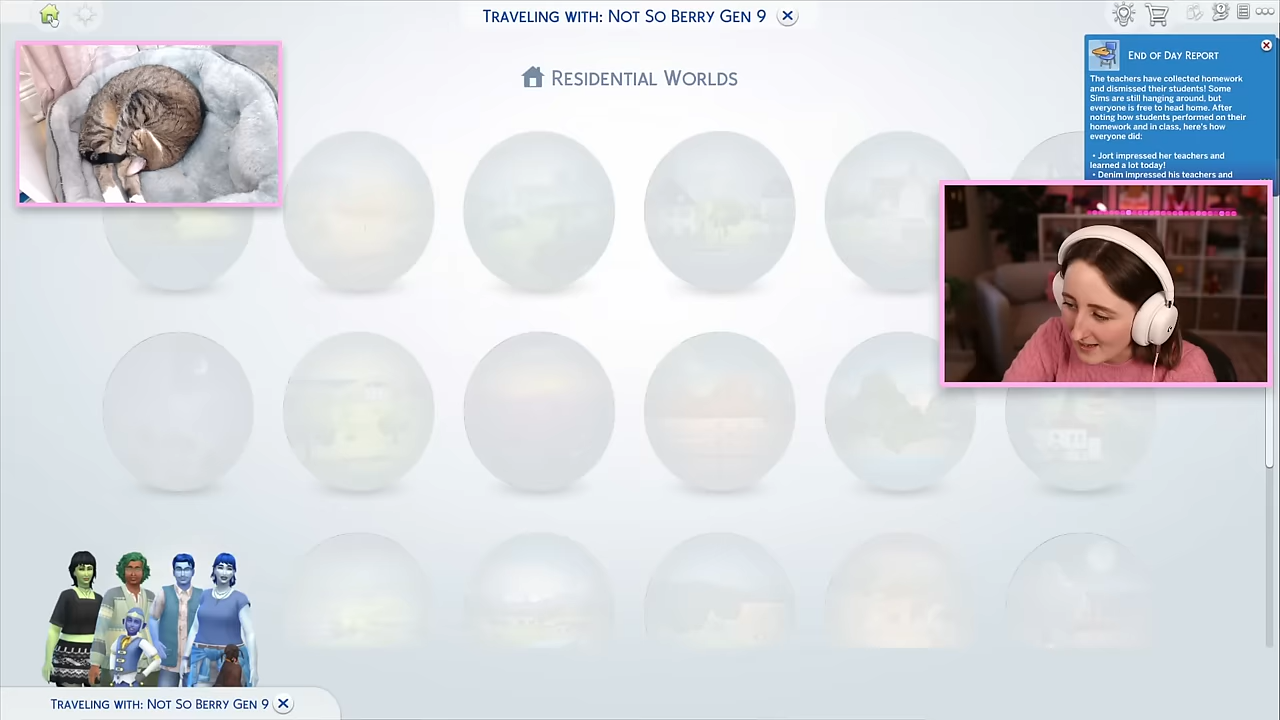 Traveling with: Not So Berry Gen 9
End of Day Report
The teachers have collected homework
and dismissed their students! Some
Sims are still hanging around, but
everyone is free to head home. After
noting how students performed on their
homework and in class, here's how
everyone did:
• Jort impressed her teachers and
learned a lot today!
• Denim impressed his teachers and
Residential Worlds
Traveling with: Not So Berry Gen 9